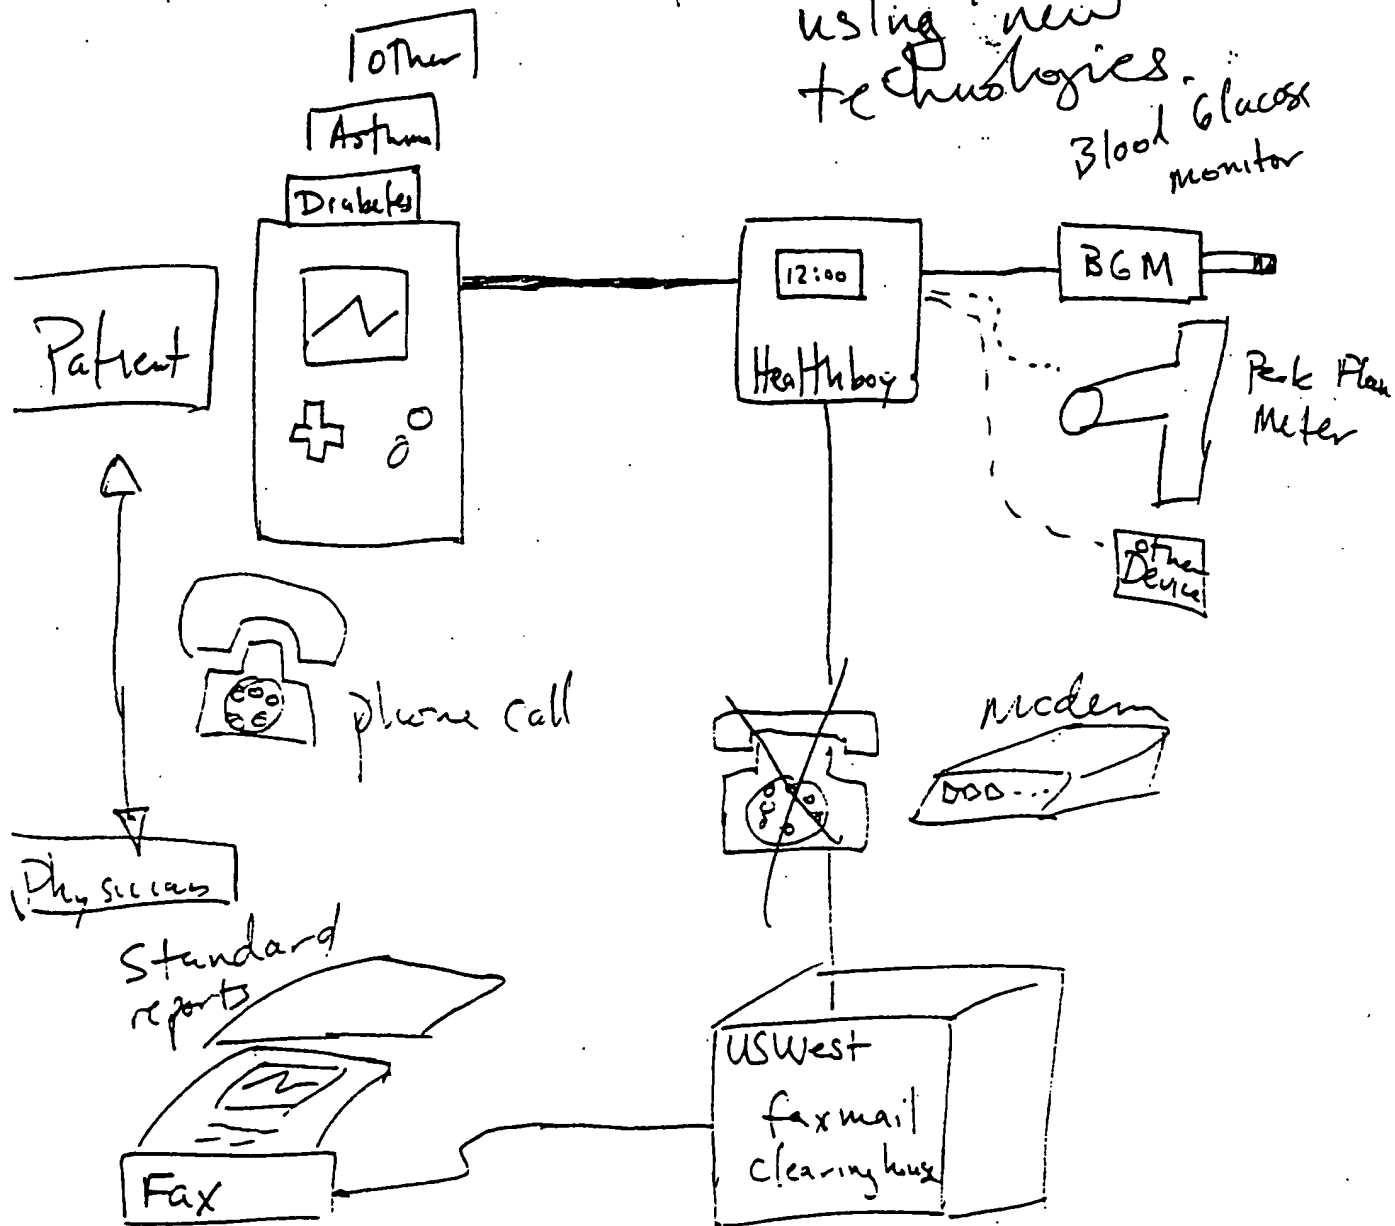 using new
technologies.
Other
Asthma
Diabetes
Blood Glucose
Monitor
12:00
BGM
Patient
Healthboy
Peak Flow
Meter
Other
Device
phone call
Modem
Physician
Standard
reports
USWest
faxmail
clearinghouse
Fax